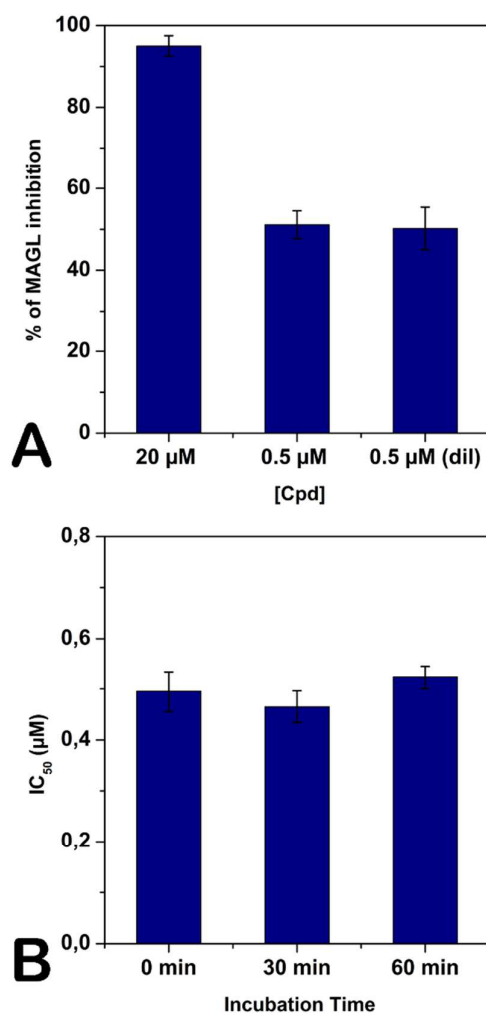 100
80
60
40
20
0
% of MAGL inhibition
20 µM 0.5 µM 0.5 µM (dil)
[Cpd]
A
0,8
0,6
0,4
0,2
0,0
IC50 (µM)
0 min 30 min 60 min
Incubation Time
B